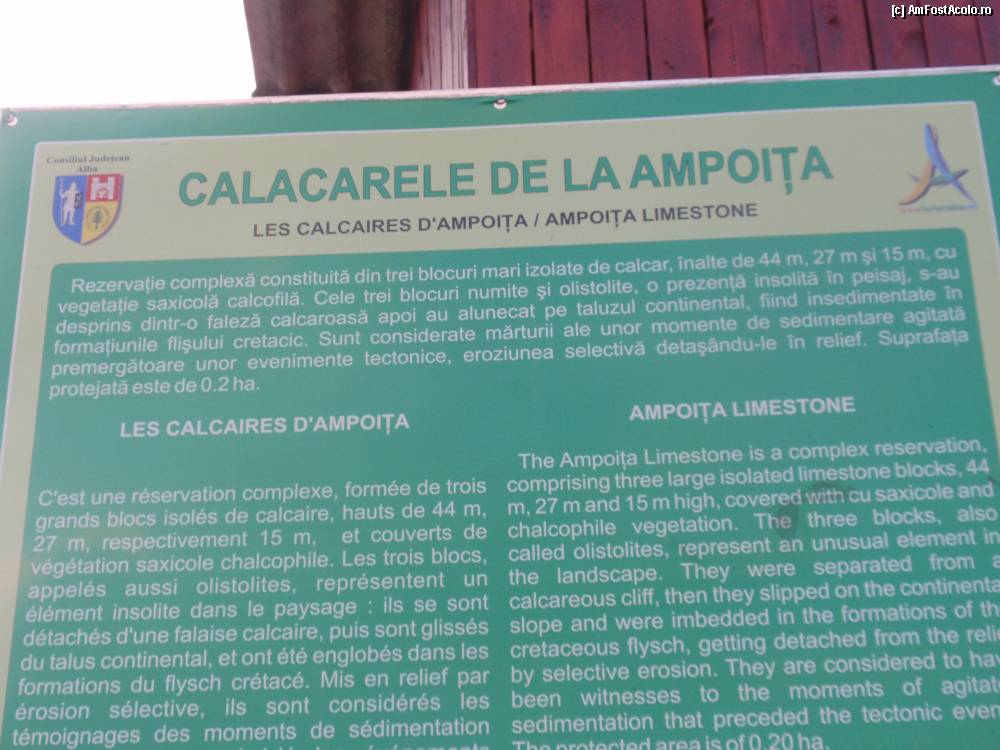 [c] AmFostAcolo.ro
Consiliul Județean
Alba
CALACARELE DE LA AMPOIȚA
LES CALCAIRES D'AMPOIȚA / AMPOIȚA LIMESTONE
Rezervație complexă constituită din trei blocuri mari izolate de calcar, înalte de 44 m, 27 m și 15 m, cu
vegetație saxicolă calcofilă. Cele trei blocuri numite și olistolite, o prezență insolită în peisaj, s-au
desprins dintr-o faleză calcaroasă apoi au alunecat pe taluzul continental, fiind insedimentate în
formațiunile flișului cretacic. Sunt considerate mărturii ale unor momente de sedimentare agitată
premergătoare unor evenimente tectonice, eroziunea selectivă detașându-le în relief. Suprafața
protejată este de 0.2 ha.
LES CALCAIRES D'AMPOIȚA
C'est une réservation complexe, formée de trois
grands blocs isolés de calcaire, hauts de 44 m,
27 m, respectivement 15 m, et couverts de
végétation saxicole chalcophile. Les trois blocs,
appelés aussi olistolites, représentent un
élément insolite dans le paysage : ils se sont
détachés d'une falaise calcaire, puis sont glissés
du talus continental, et ont été englobés dans les
formations du flysch crétacé. Mis en relief par
érosion sélective, ils sont considérés les
témoignages des moments de sédimentation
AMPOIȚA LIMESTONE
The Ampoița Limestone is a complex reservation,
comprising three large isolated limestone blocks, 44
m, 27 m and 15 m high, covered with cu saxicole and
chalcophile vegetation. The three blocks, also
called olistolites, represent an unusual element in
the landscape. They were separated from a
calcareous cliff, then they slipped on the continenta
slope and were imbedded in the formations of th
cretaceous flysch, getting detached from the relie
by selective erosion. They are considered to hav
been witnesses to the moments of agitate
sedimentation that preceded the tectonic even
The protected area is of 0.20 ha.